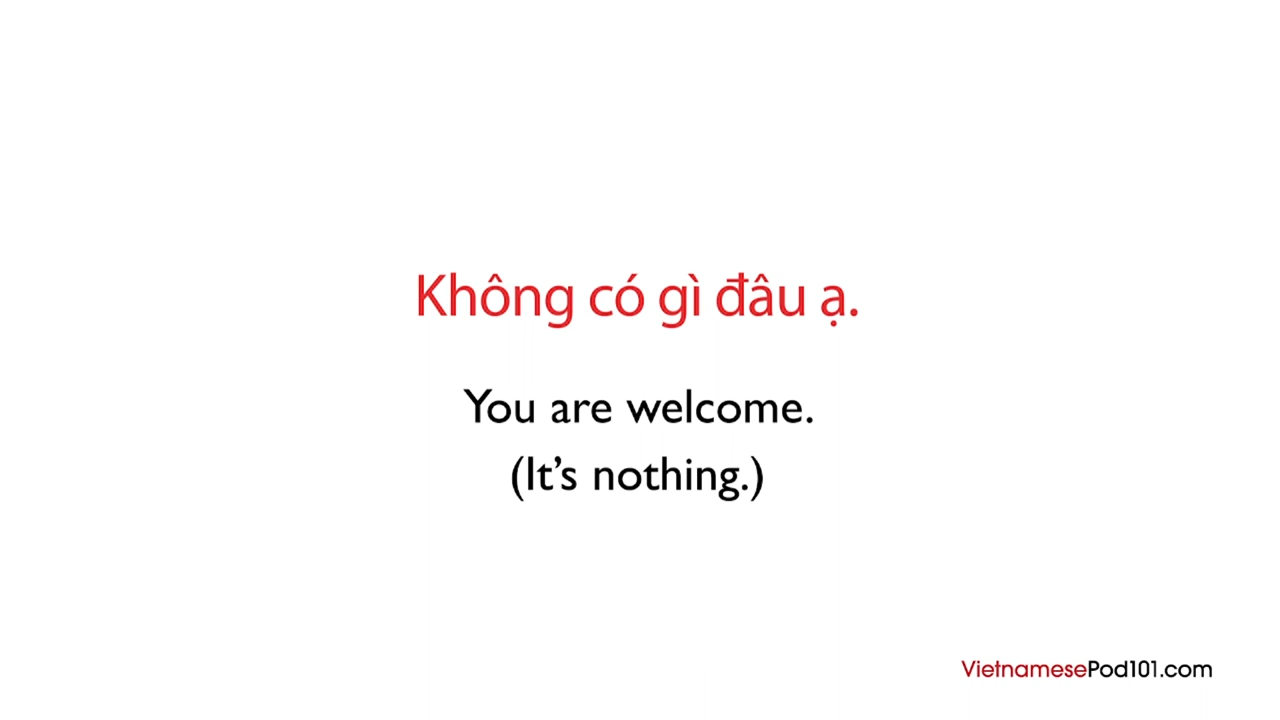 Không có gì đâu ạ.
You are welcome.
(It’s nothing.)
VietnamesePod101.com